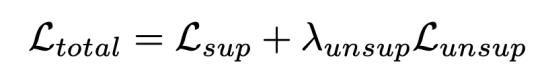 ℒ_total = ℒ_sup + λ_unsup ℒ_unsup